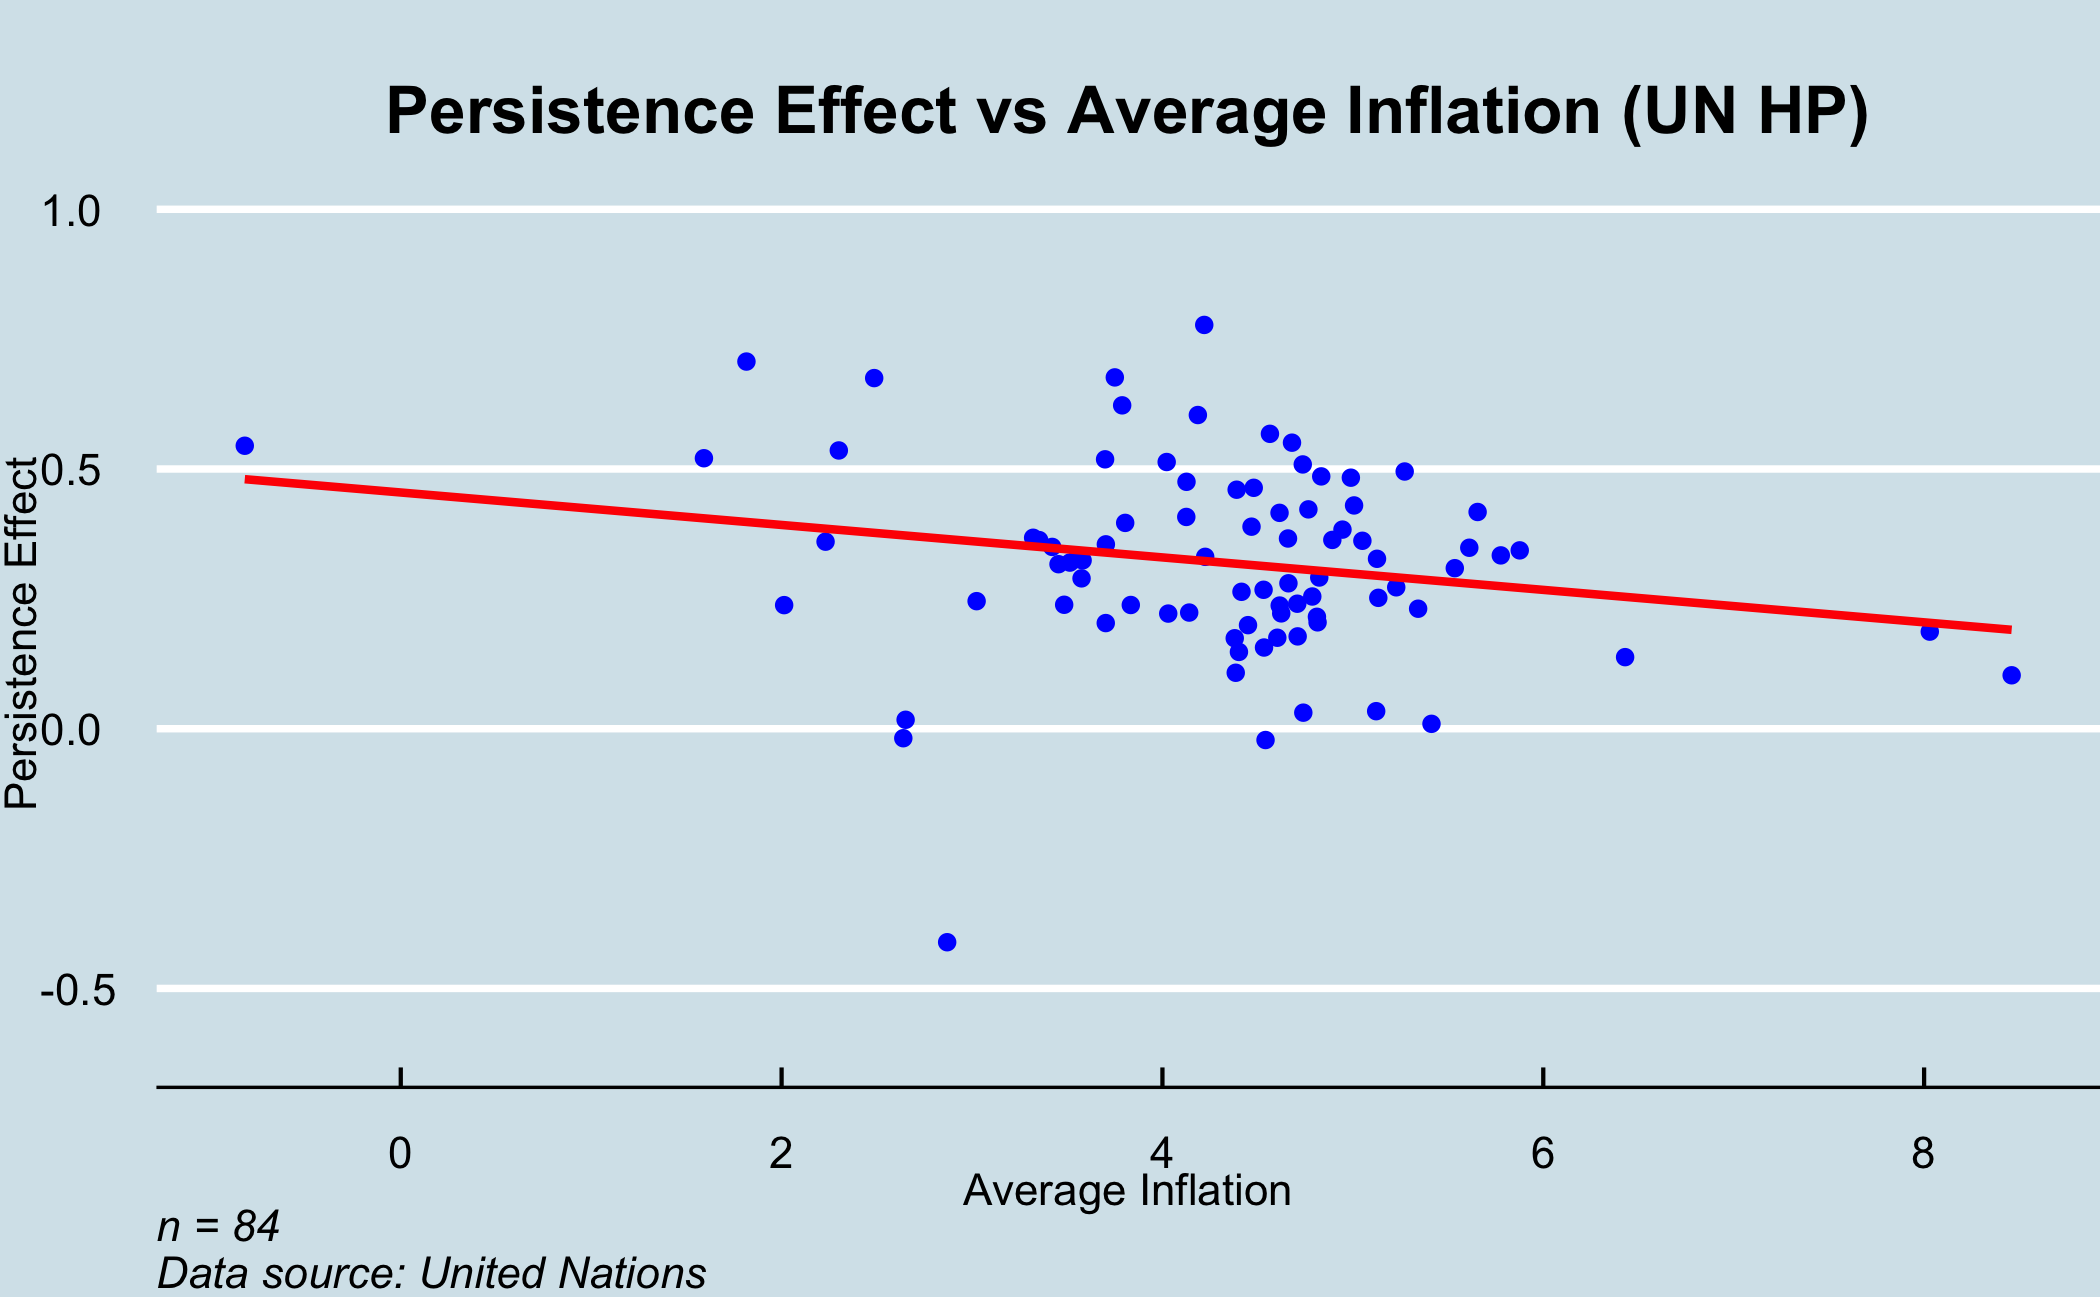 Persistence Effect vs Average Inflation (UN HP)
1.0
0.5
0.0
-0.5
Persistence Effect
0 2 4 6 8
Average Inflation
n = 84
Data source: United Nations